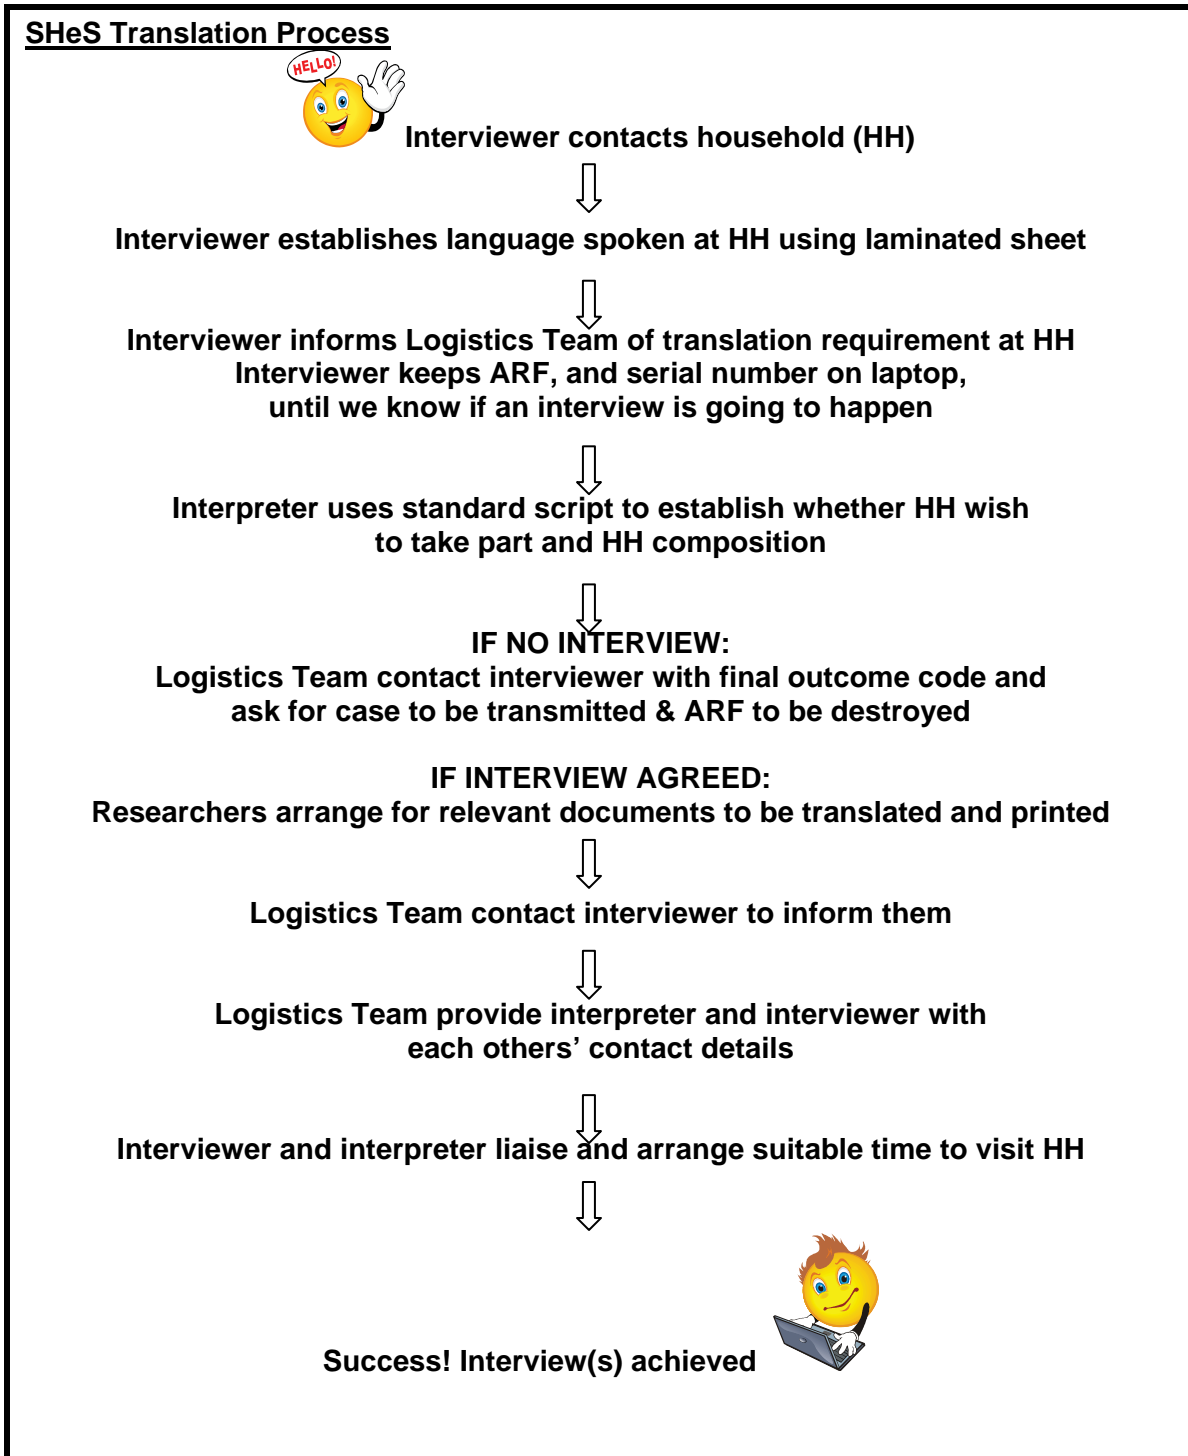 SHeS Translation Process
HELLO!
Interviewer contacts household (HH)
Interviewer establishes language spoken at HH using laminated sheet
Interviewer informs Logistics Team of translation requirement at HH
Interviewer keeps ARF, and serial number on laptop,
until we know if an interview is going to happen
Interpreter uses standard script to establish whether HH wish
to take part and HH composition
IF NO INTERVIEW:
Logistics Team contact interviewer with final outcome code and
ask for case to be transmitted & ARF to be destroyed
IF INTERVIEW AGREED:
Researchers arrange for relevant documents to be translated and printed
Logistics Team contact interviewer to inform them
Logistics Team provide interpreter and interviewer with
each others’ contact details
Interviewer and interpreter liaise and arrange suitable time to visit HH
Success! Interview(s) achieved